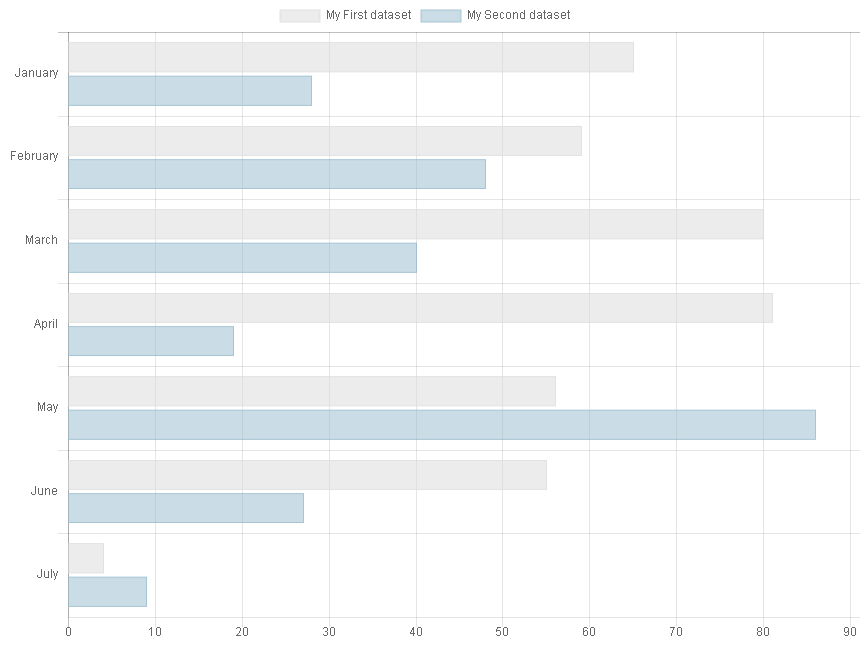 My First dataset My Second dataset
January
February
March
April
May
June
July
0 10 20 30 40 50 60 70 80 90